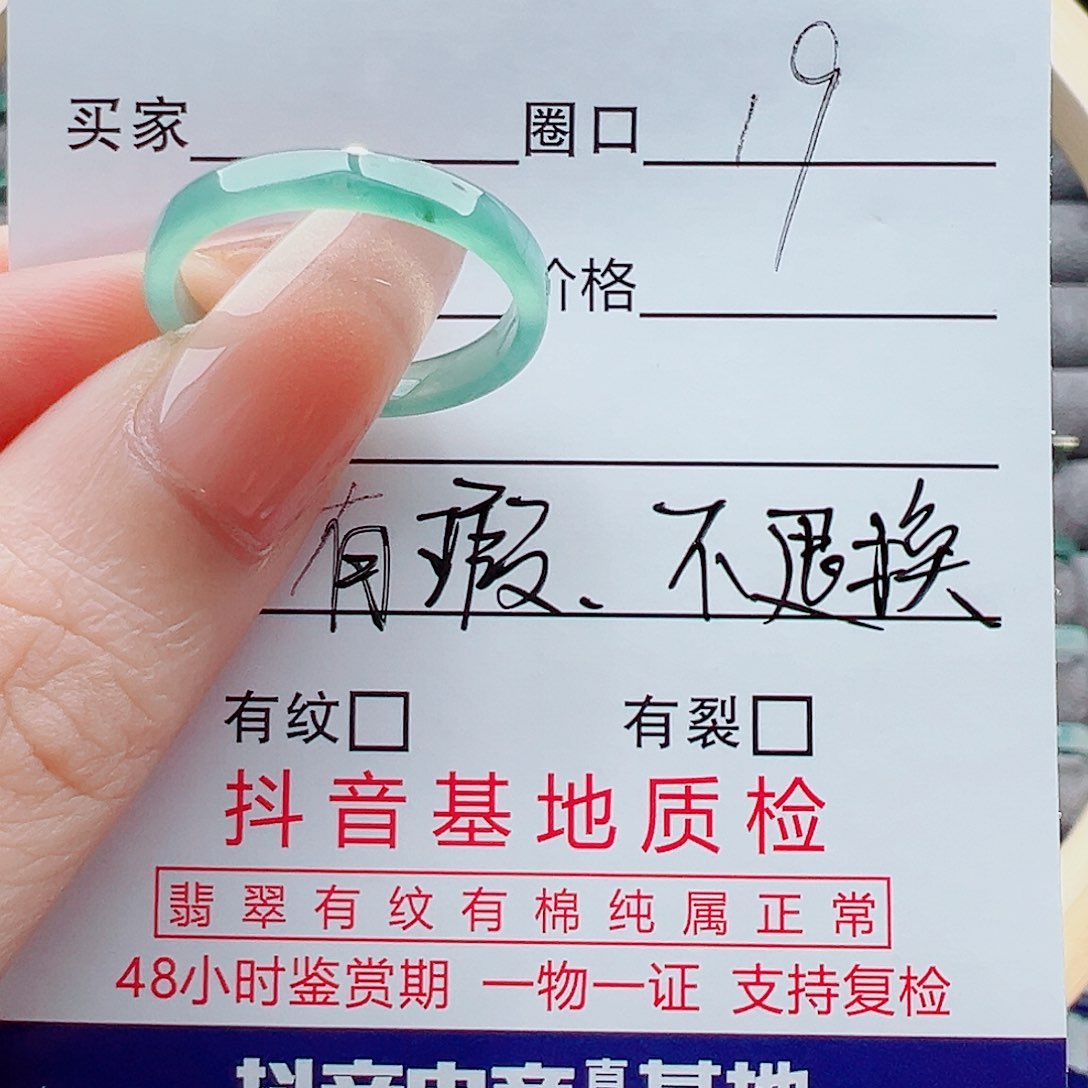 买家 圈口 19
价格
有瑕、不退换
有纹□ 有裂□
抖音基地质检
翡翠有纹有棉纯属正常
48小时鉴赏期 一物一证 支持复检